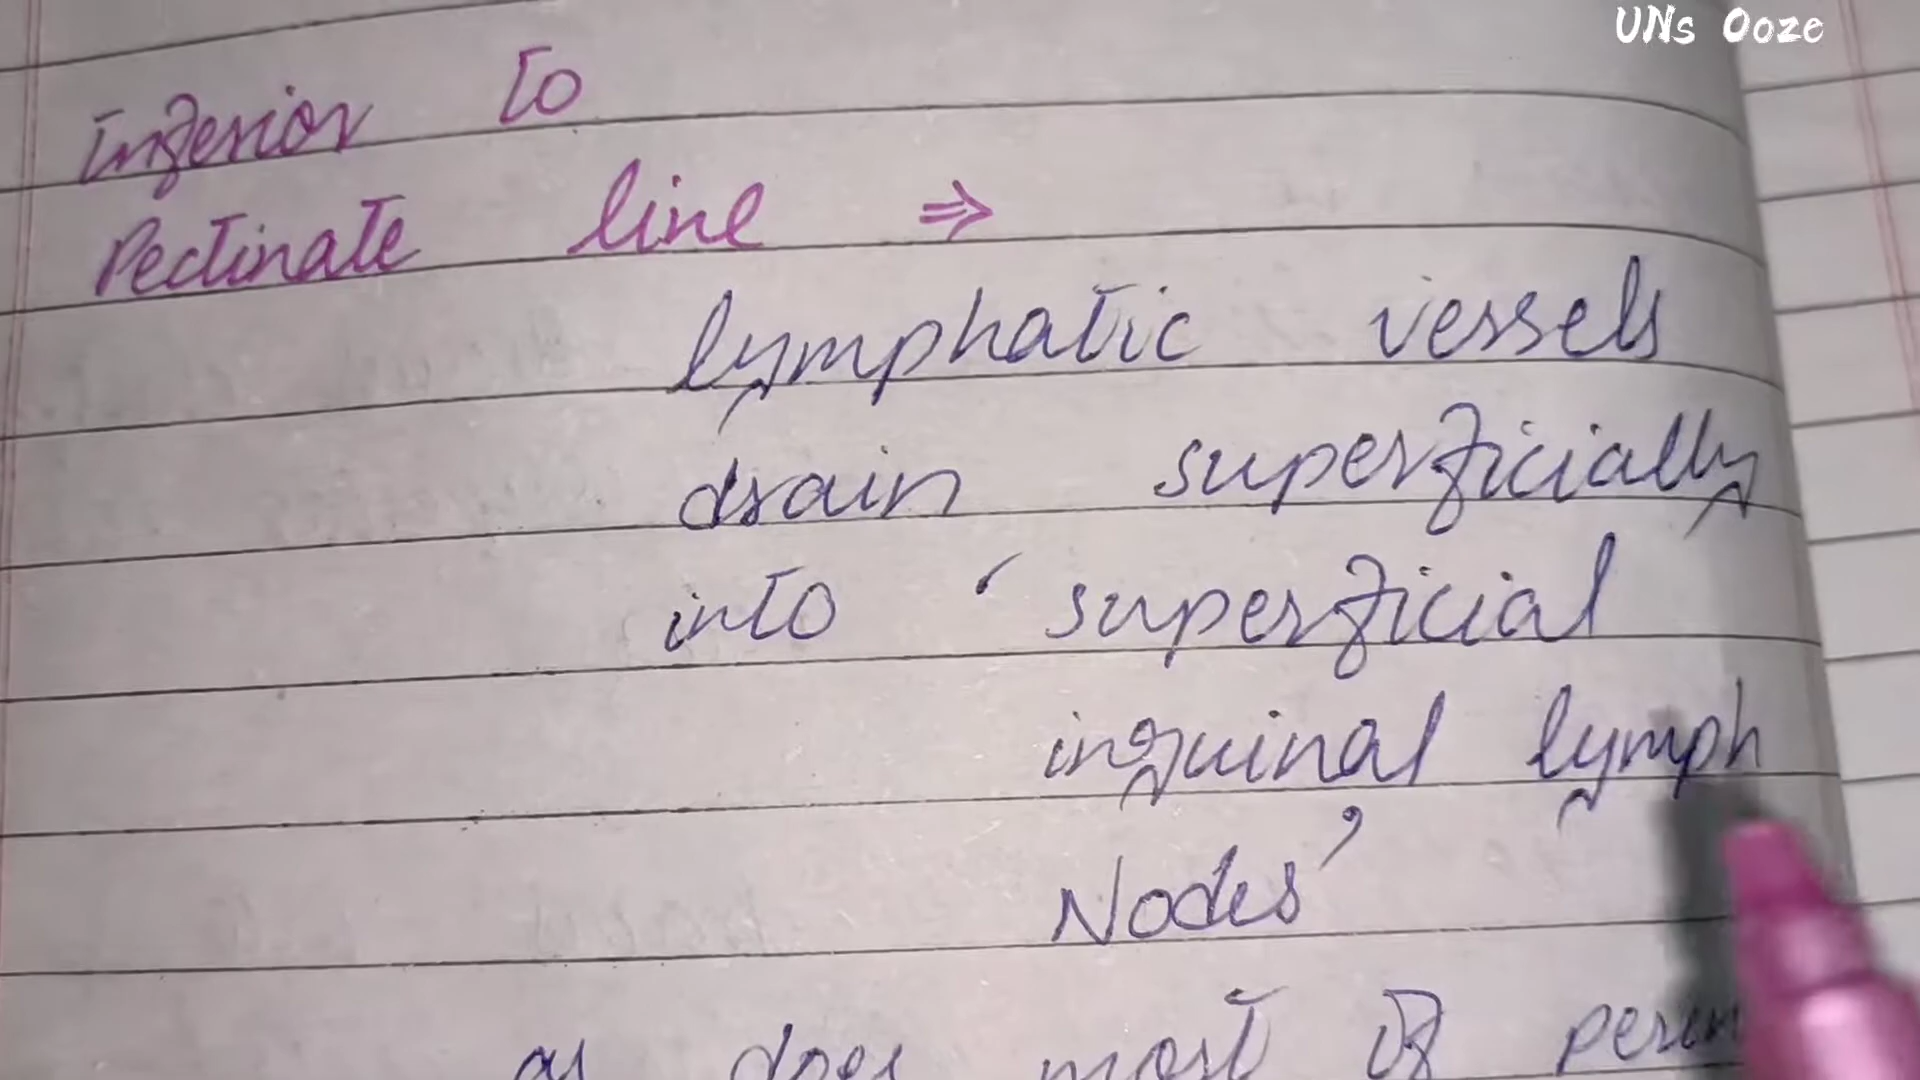 UNs Ooze
Inferior to
Pectinate line ⇒
lymphatic vessels
drain superficially
into ‘superficial
inguinal lymph
Nodes’
as does most of